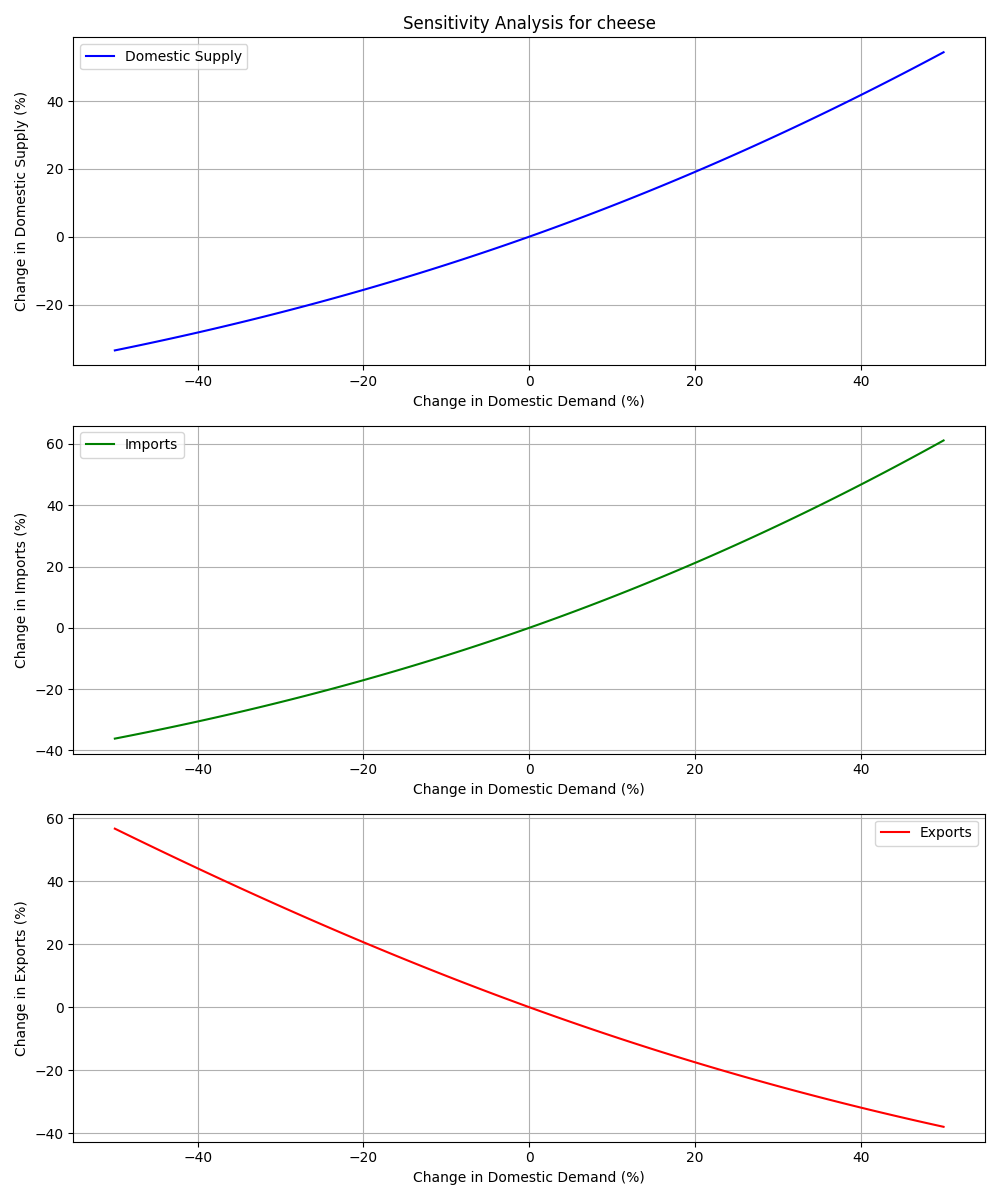 Sensitivity Analysis for cheese
Domestic Supply
Change in Domestic Supply (%)
40
20
0
−20
−40 −20 0 20 40
Change in Domestic Demand (%)
Imports
Change in Imports (%)
60
40
20
0
−20
−40
−40 −20 0 20 40
Change in Domestic Demand (%)
Exports
Change in Exports (%)
60
40
20
0
−20
−40
−40 −20 0 20 40
Change in Domestic Demand (%)